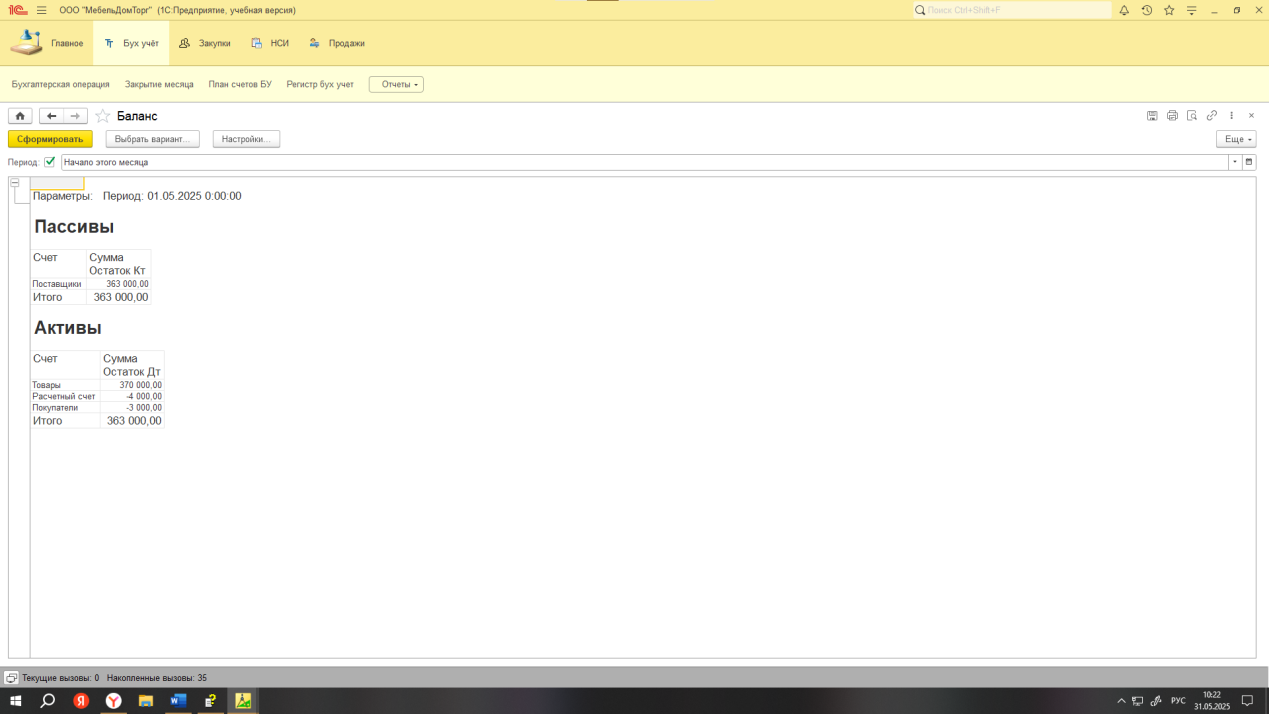 1С ООО "МебельДомТорг" (1С:Предприятие, учебная версия) Поиск Ctrl+Shift+F
Главное Тт Бух учёт Закупки НСИ Продажи
Бухгалтерская операция Закрытие месяца План счетов БУ Регистр бух учет Отчеты
Баланс
Сформировать Выбрать вариант... Настройки... Еще
Период: Начало этого месяца
Параметры: Период: 01.05.2025 0:00:00
Пассивы
Счет Сумма
Остаток Кт
Поставщики 363 000,00
Итого 363 000,00
Активы
Счет Сумма
Остаток Дт
Товары 370 000,00
Расчетный счет -4 000,00
Покупатели -3 000,00
Итого 363 000,00
Текущие вызовы: 0 Накопленные вызовы: 35
Я Y W РУС 10:22
31.05.2025